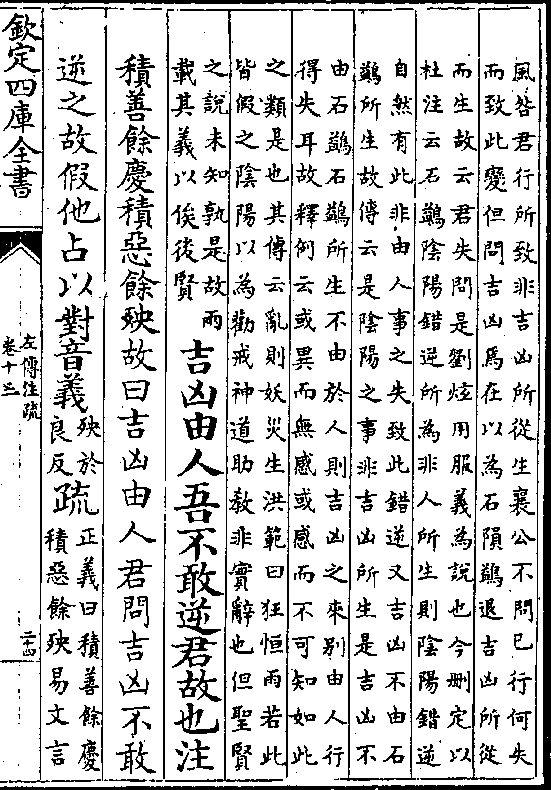 風咎君行所致非吉凶所從生襄公不問已行何失
而致此變但問吉凶焉在以為石隕鷁退吉凶所從
而生故云君失問是劉炫用服義為說也今刪定以
杜注云石鷁陰陽錯逆所為非人所生則陰陽錯逆
自然有此非由人事之失致此錯逆又吉凶不由石
鷁所生故傳云是陰陽之事非吉凶所生是吉凶不
由石鷁石鷁所生不由於人則吉凶之來別由人行
得失耳故釋例云或異而無感或感而不可知如此
之類是也其傳云亂則妖災生洪範曰狂恒雨若此
皆假之陰陽以為勸戒神道助教非實辭也但聖賢
之說未知孰是故兩
載其義以俟後賢
吉凶由人吾不敢逆君故也注
積善餘慶積惡餘殃故曰吉凶由人君問吉凶不敢
逆之故假他占以對音義
殃於
良反
疏
正義曰積善餘慶
積惡餘殃易文言
欽定四庫全書
左傳注疏
卷十三
二十四